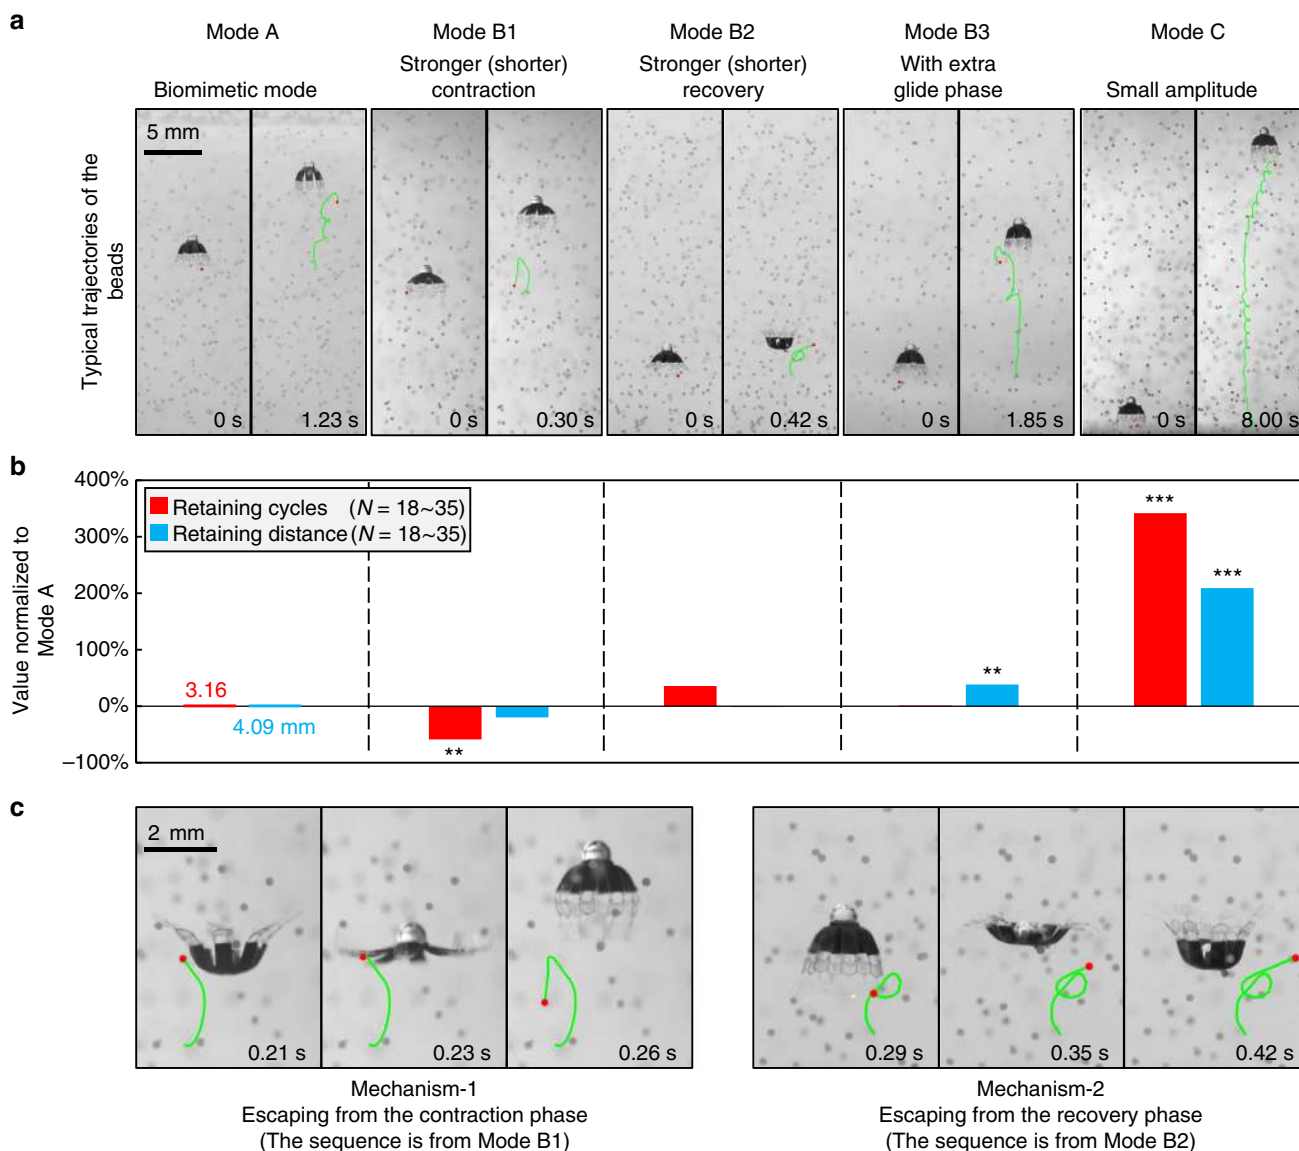 a
Mode A
Biomimetic mode
Mode B1
Stronger (shorter)
contraction
Mode B2
Stronger (shorter)
recovery
Mode B3
With extra
glide phase
Mode C
Small amplitude
Typical trajectories of the
beads
5 mm
0 s
1.23 s
0 s
0.30 s
0 s
0.42 s
0 s
1.85 s
0 s
8.00 s
b
Value normalized to
Mode A
400%
300%
200%
100%
0%
–100%
Retaining cycles (N = 18~35)
Retaining distance (N = 18~35)
3.16
4.09 mm
**
**
***
***
c
2 mm
0.21 s
0.23 s
0.26 s
Mechanism-1
Escaping from the contraction phase
(The sequence is from Mode B1)
0.29 s
0.35 s
0.42 s
Mechanism-2
Escaping from the recovery phase
(The sequence is from Mode B2)